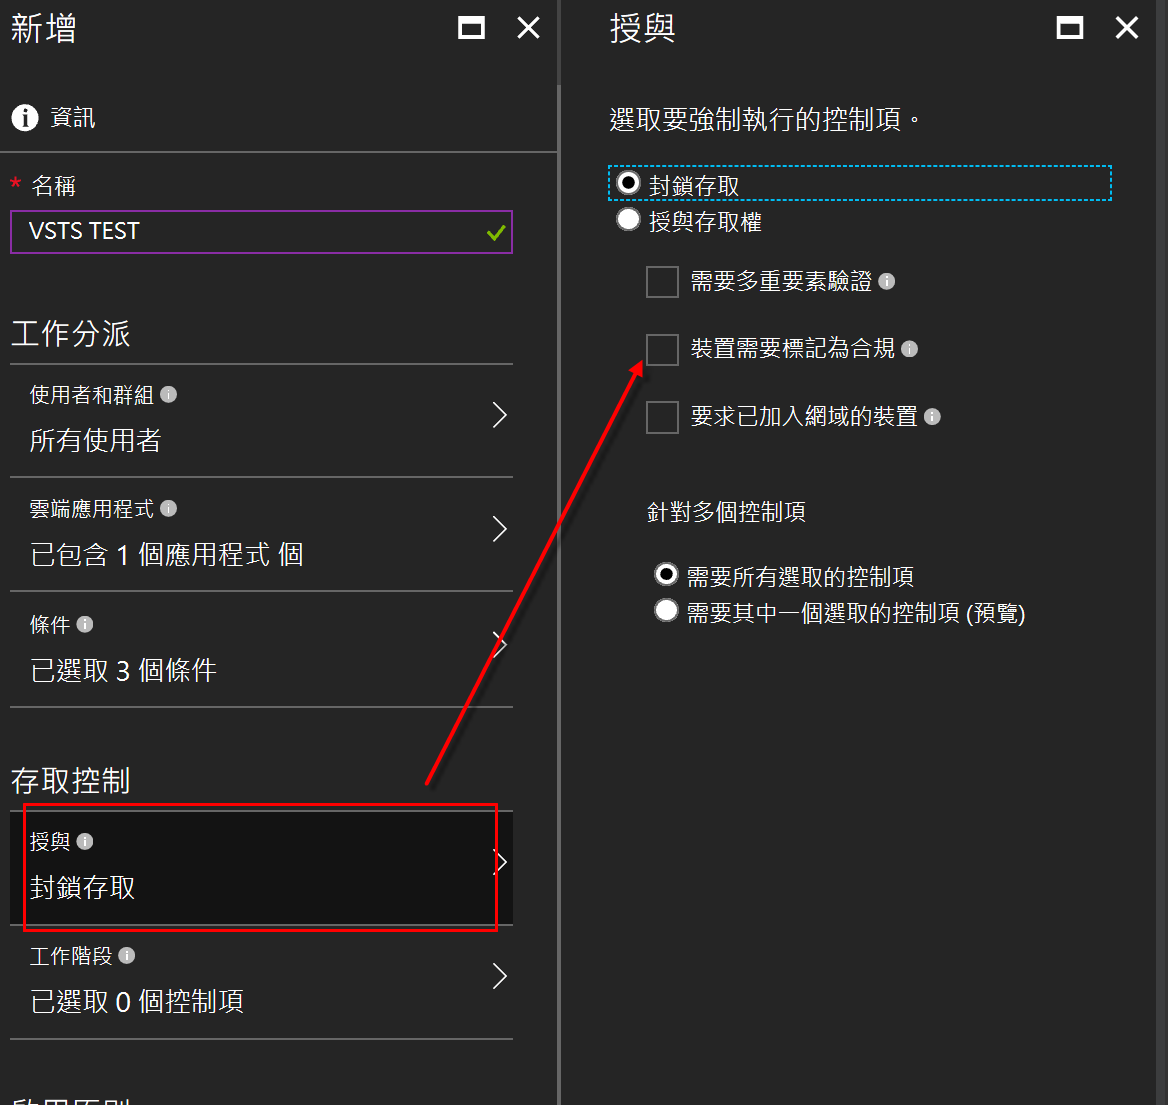 新增
資訊
* 名稱
VSTS TEST
工作分派
使用者和群組
所有使用者
雲端應用程式
已包含 1 個應用程式 個
條件
已選取 3 個條件
存取控制
授與
封鎖存取
工作階段
已選取 0 個控制項
授與
選取要強制執行的控制項。
封鎖存取
授與存取權
需要多重要素驗證
裝置需要標記為合規
要求已加入網域的裝置
針對多個控制項
需要所有選取的控制項
需要其中一個選取的控制項 (預覽)